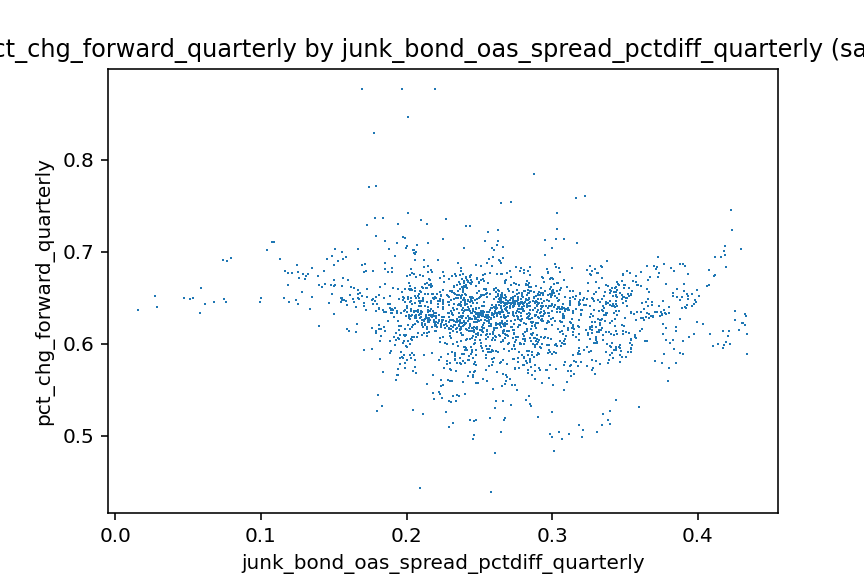 ct_chg_forward_quarterly by junk_bond_oas_spread_pctdiff_quarterly (sa
pct_chg_forward_quarterly
0.8
0.7
0.6
0.5
0.0 0.1 0.2 0.3 0.4
junk_bond_oas_spread_pctdiff_quarterly